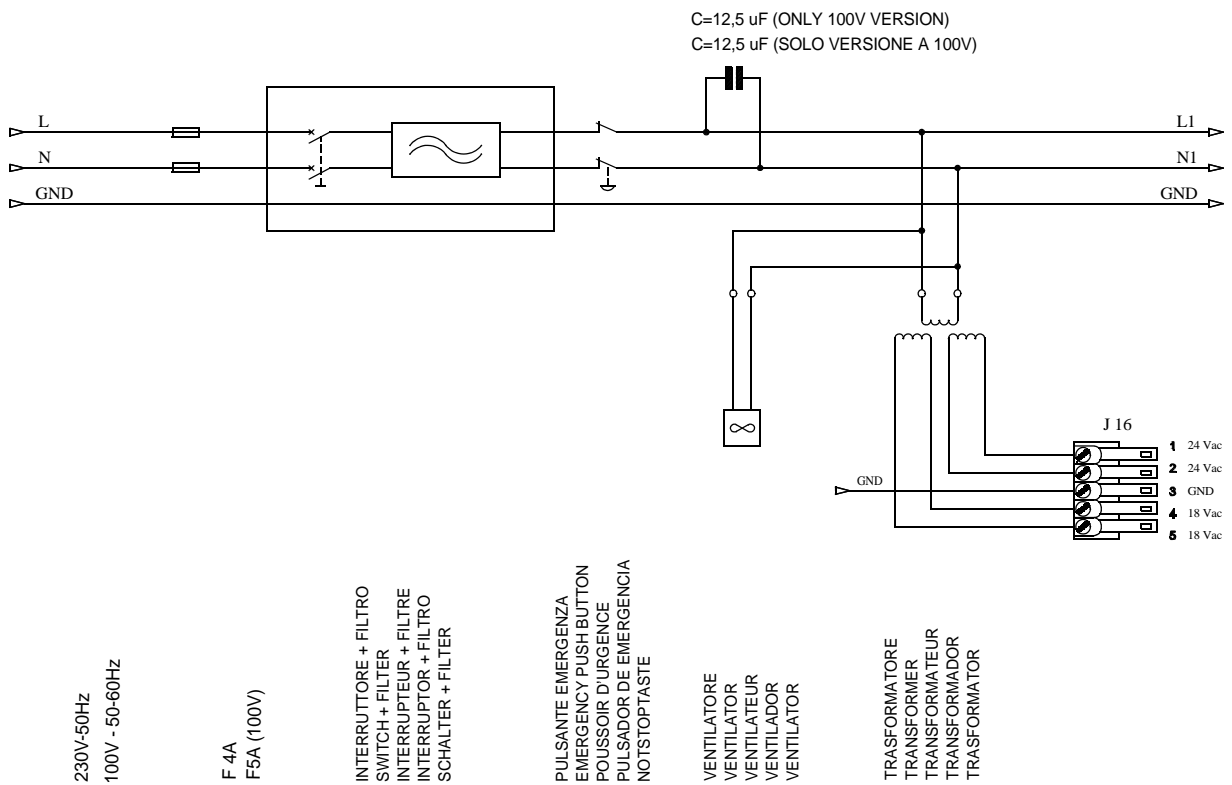 C=12,5 uF (ONLY 100V VERSION)
C=12,5 uF (SOLO VERSIONE A 100V)
L
L1
N
N1
GND
GND
J 16
1 24 Vac
2 24 Vac
GND
3 GND
4 18 Vac
5 18 Vac
230V-50Hz
100V - 50-60Hz
F 4A
F5A (100V)
INTERRUTTORE + FILTRO
SWITCH + FILTER
INTERRUPTEUR + FILTRE
INTERRUPTOR + FILTRO
SCHALTER + FILTER
PULSANTE EMERGENZA
EMERGENCY PUSH BUTTON
POUSSOIR D'URGENCE
PULSADOR DE EMERGENCIA
NOTSTOPTASTE
VENTILATORE
VENTILATOR
VENTILATEUR
VENTILADOR
VENTILATOR
TRASFORMATORE
TRANSFORMER
TRANSFORMATEUR
TRANSFORMADOR
TRASFORMATOR